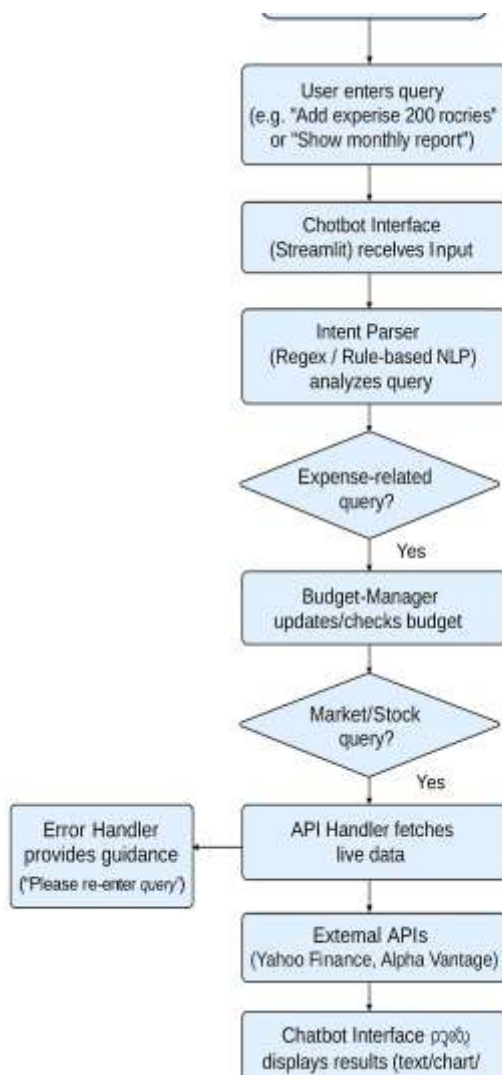 User enters query
(e.g. "Add experise 200 rocries"
or "Show monthly report")
Chotbot Interface
(Streamlit) receives Input
Intent Parser
(Regex / Rule-based NLP)
analyzes query
Expense-related
query?
Yes
Budget-Manager
updates/checks budget
Market/Stock
query?
Yes
Error Handler
provides guidance
("Please re-enter query")
API Handler fetches
live data
External APIs
(Yahoo Finance, Alpha Vantage)
Chatbot Interface
displays results (text/chart/